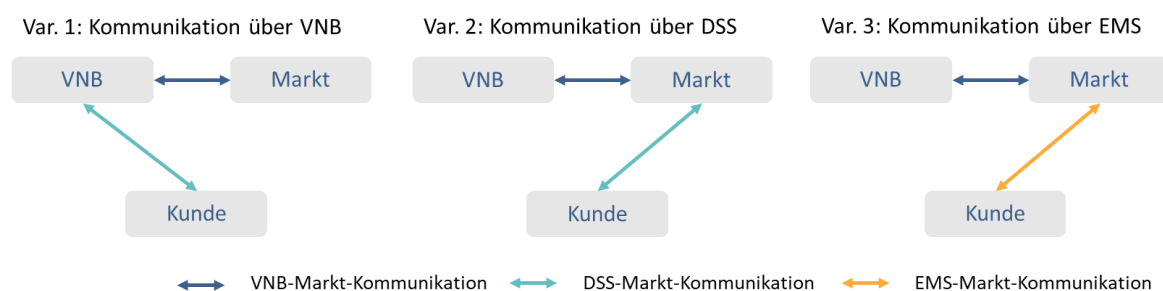 Var. 1: Kommunikation über VNB
Var. 2: Kommunikation über DSS
Var. 3: Kommunikation über EMS
VNB
Markt
VNB
Markt
VNB
Markt
Kunde
Kunde
Kunde
VNB-Markt-Kommunikation
DSS-Markt-Kommunikation
EMS-Markt-Kommunikation